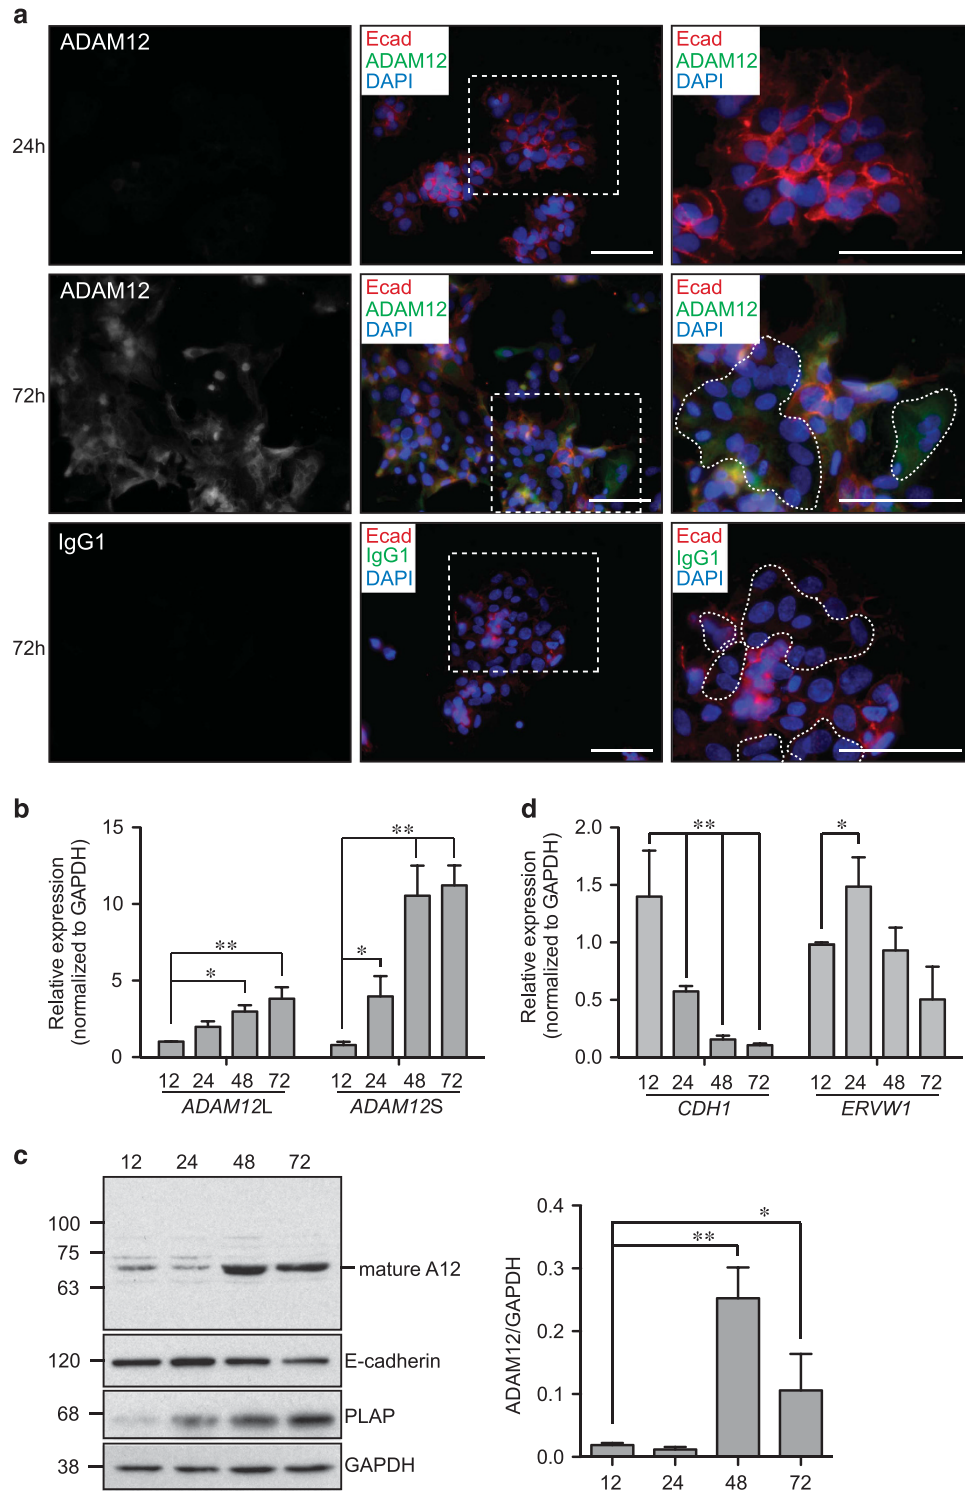 a
ADAM12
Ecad
ADAM12
DAPI
Ecad
ADAM12
DAPI
24h
ADAM12
Ecad
ADAM12
DAPI
Ecad
ADAM12
DAPI
72h
IgG1
Ecad
IgG1
DAPI
Ecad
IgG1
DAPI
72h
b
Relative expression
(normalized to GAPDH)
15
10
5
0
**
*
**
*
12 24 48 72
12 24 48 72
ADAM12L
ADAM12S
d
Relative expression
(normalized to GAPDH)
2.0
1.5
1.0
0.5
0.0
**
*
12 24 48 72
12 24 48 72
CDH1
ERVW1
c
12 24 48 72
100
75
63
mature A12
120
E-cadherin
68
PLAP
38
GAPDH
ADAM12/GAPDH
0.4
0.3
0.2
0.1
0.0
*
**
12 24 48 72